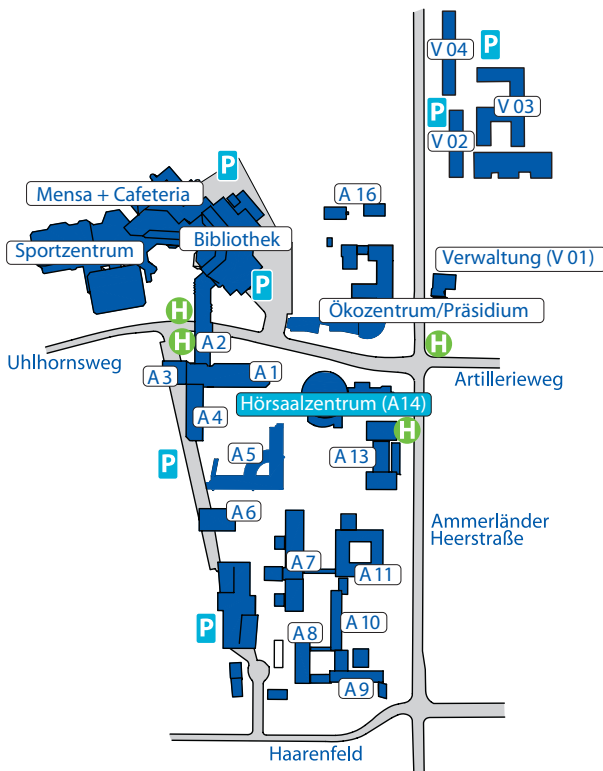 V 04
P
V 03
P
V 02
P
Mensa + Cafeteria
A 16
Bibliothek
Sportzentrum
Verwaltung (V 01)
P
H
Ökozentrum/Präsidium
H
A 2
H
Uhlhornsweg
A 3
A 1
Artillerieweg
Hörsaalzentrum (A14)
A 4
H
A 5
A 13
P
A 6
Ammerländer
Heerstraße
A 7
A 11
A 10
P
A 8
A 9
Haarenfeld